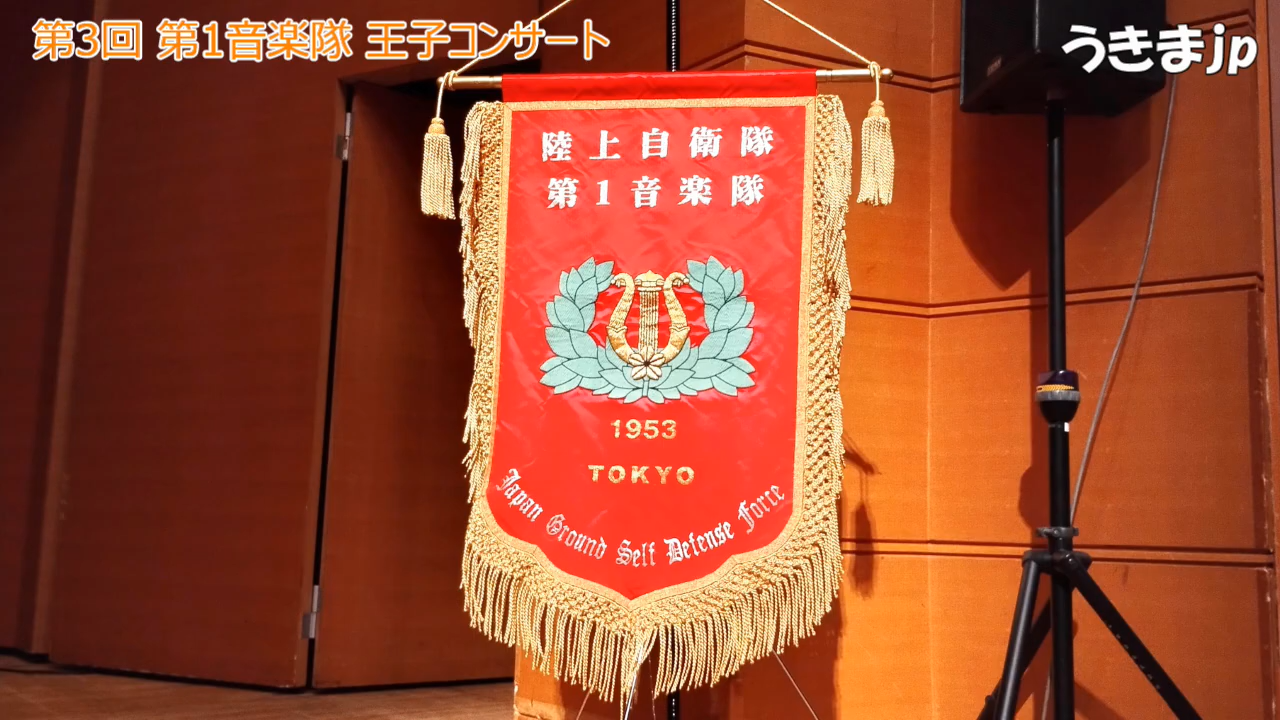 第3回 第1音楽隊 王子コンサート
うきまjp
陸上自衛隊
第1音楽隊
1953
TOKYO
Japan Ground Self Defense Force